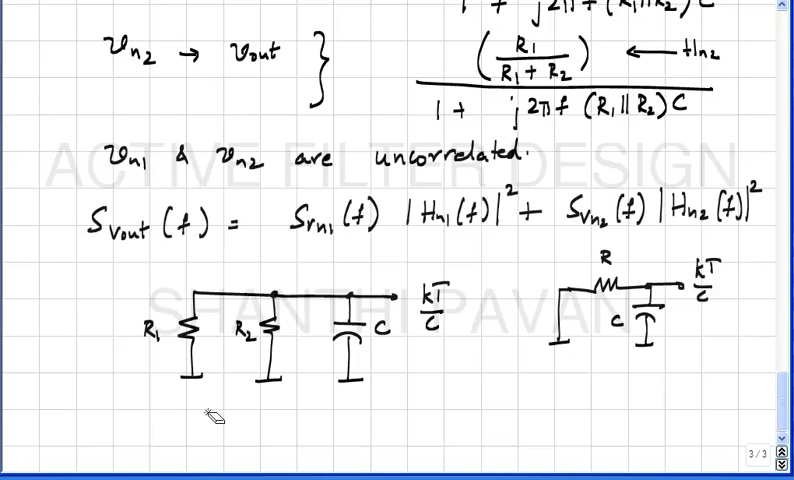 1 + j2πf (R1||R2) C
Vn2 → Vout } (R1 / R1 + R2) ← Hn2
1 + j 2πf (R1 || R2) C
Vn1 & Vn2 are uncorrelated.
ACTIVE FILTER DESIGN
SVout (f) = Svn1 (f) |Hn1 (f)|² + SVn2 (f) |Hn2 (f)|²
R
R1 R2 C kT/C
C kT/C
SHANTHI PAVAN
3 / 3